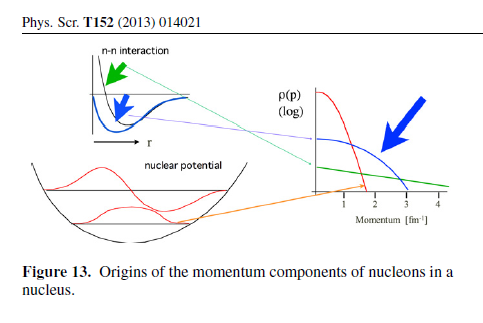 Phys. Scr. T152 (2013) 014021
n-n interaction
r
nuclear potential
ρ(p)
(log)
1 2 3 4
Momentum [fm⁻¹]
Figure 13. Origins of the momentum components of nucleons in a
nucleus.